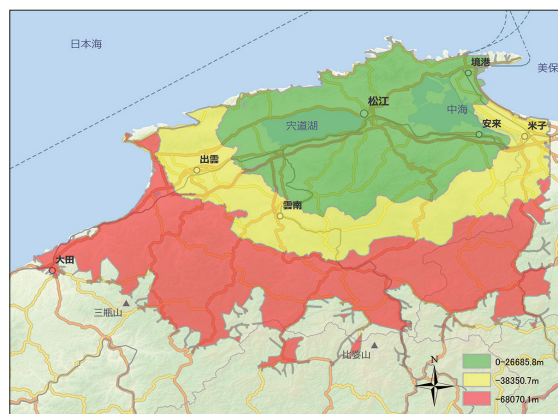 日本海
境港
美保
松江
中海
宍道湖
安来
米子
出雲
雲南
大田
三瓶山
比婆山
N
0-26685.8m
-38350.7m
-68070.1m